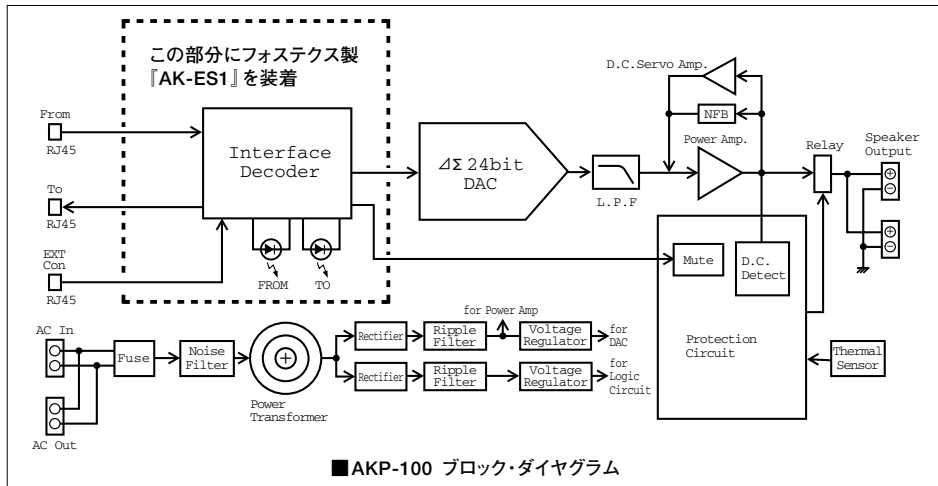 この部分にフォステクス製
『AK-ES1』を装着
From
RJ45
To
RJ45
EXT
Con
RJ45
Interface
Decoder
FROM
TO
ΔΣ 24bit
DAC
L.P.F
D.C.Servo Amp.
NFB
Power Amp.
Relay
Speaker
Output
Mute
D.C.
Detect
Protection
Circuit
Thermal
Sensor
AC In
AC Out
Fuse
Noise
Filter
Power
Transformer
for Power Amp
Rectifier
Ripple
Filter
Voltage
Regulator
for
DAC
Rectifier
Ripple
Filter
Voltage
Regulator
for
Logic
Circuit
■AKP-100 ブロック・ダイヤグラム